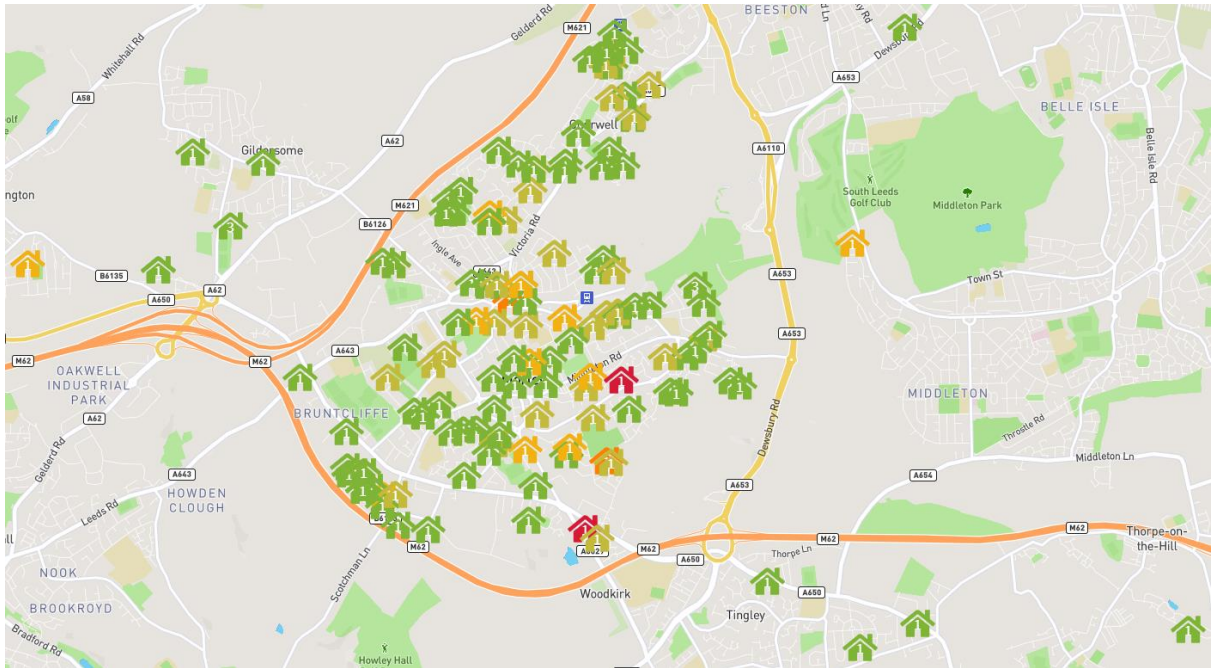 BEESTON
M621
Gelderd Rd
Whitehall Rd
Dewsbury Rd
A653
A58
BELLE ISLE
Belle Isle Rd
Churwell
A62
Gildersome
A6110
South Leeds
Golf Club
Middleton Park
ngton
M621
B6126
Victoria Rd
Ingle Ave
B6135
A650
A62
A653
Town St
A653
M62
M62
A643
Middleton Rd
OAKWELL
INDUSTRIAL
PARK
A62
BRUNTCLIFFE
MIDDLETON
Gelderd Rd
Dewsbury Rd
Throstle Rd
A643
Middleton Ln
A654
A653
Leeds Rd
HOWDEN
CLOUGH
M62
M62
M62
M62
A650
Thorpe Ln
Thorpe-on-
the-Hill
NOOK
BROOKROYD
Scotchman Ln
Woodkirk
A650
Tingley
Bradford Rd
Howley Hall